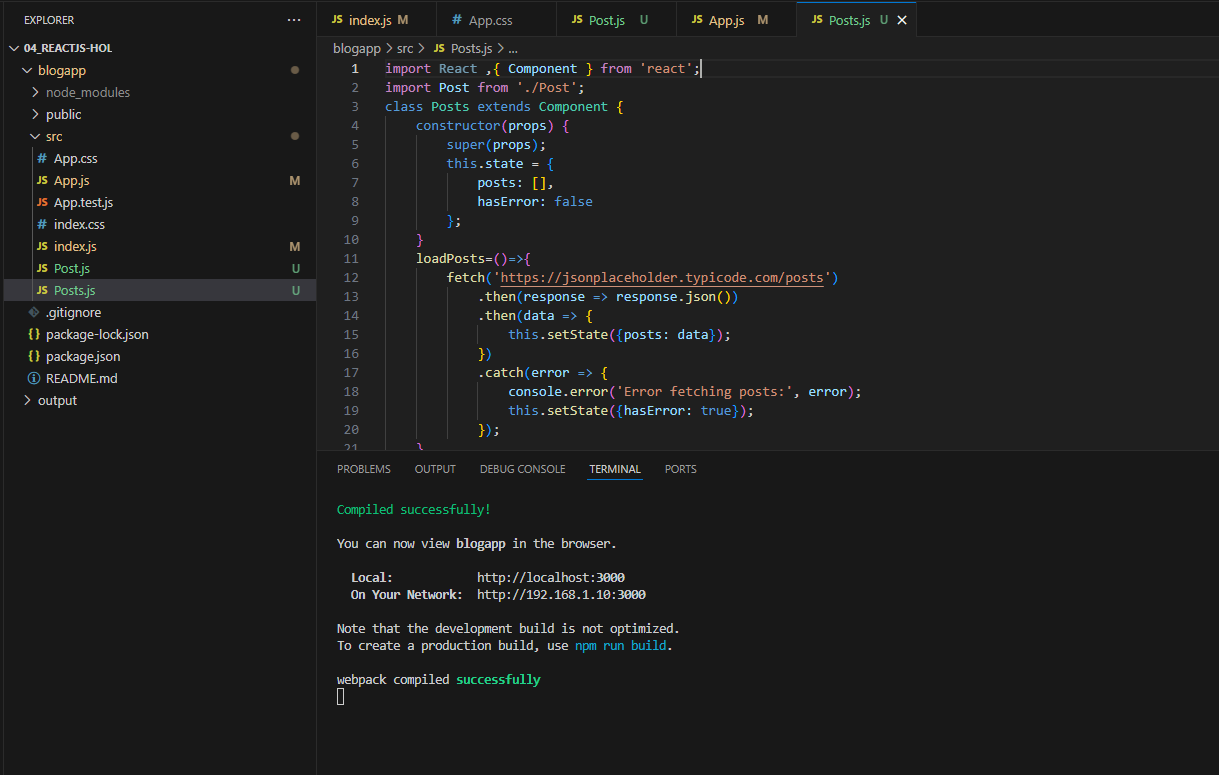 EXPLORER
04_REACTJS-HOL
blogapp
node_modules
public
src
# App.css
JS App.js M
JS App.test.js
# index.css
JS index.js M
JS Post.js U
JS Posts.js U
.gitignore
{} package-lock.json
{} package.json
README.md
output
JS index.js M # App.css JS Post.js U JS App.js M JS Posts.js U
blogapp > src > JS Posts.js > ...
1 import React ,{ Component } from 'react';
2 import Post from './Post';
3 class Posts extends Component {
4 constructor(props) {
5 super(props);
6 this.state = {
7 posts: [],
8 hasError: false
9 };
10 }
11 loadPosts=()=>{
12 fetch('https://jsonplaceholder.typicode.com/posts')
13 .then(response => response.json())
14 .then(data => {
15 this.setState({posts: data});
16 })
17 .catch(error => {
18 console.error('Error fetching posts:', error);
19 this.setState({hasError: true});
20 });
21 }
PROBLEMS OUTPUT DEBUG CONSOLE TERMINAL PORTS
Compiled successfully!
You can now view blogapp in the browser.
Local: http://localhost:3000
On Your Network: http://192.168.1.10:3000
Note that the development build is not optimized.
To create a production build, use npm run build.
webpack compiled successfully